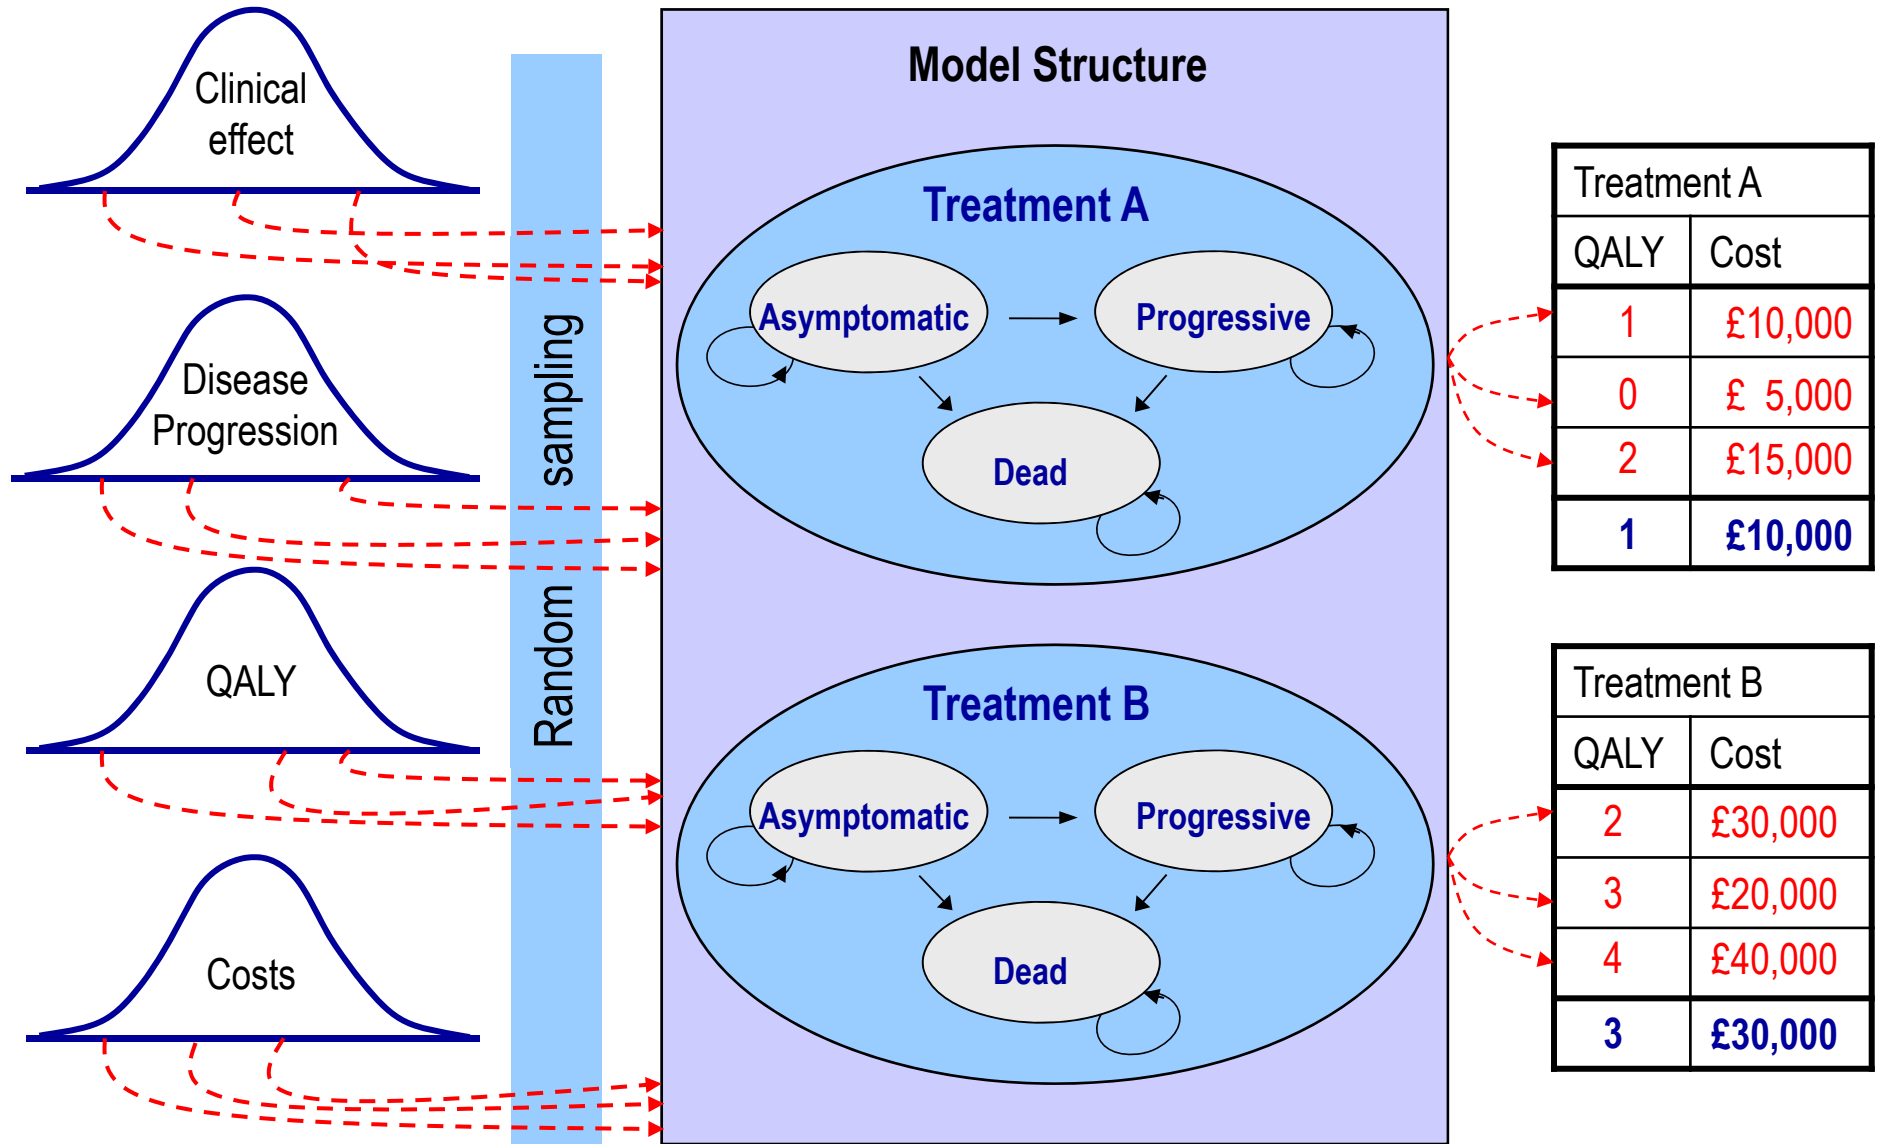 Clinical
effect
Disease
Progression
QALY
Costs
Random sampling
Model Structure
Treatment A
Asymptomatic
Progressive
Dead
Treatment B
Asymptomatic
Progressive
Dead
Treatment A
QALY Cost
1 £10,000
0 £ 5,000
2 £15,000
1 £10,000
Treatment B
QALY Cost
2 £30,000
3 £20,000
4 £40,000
3 £30,000